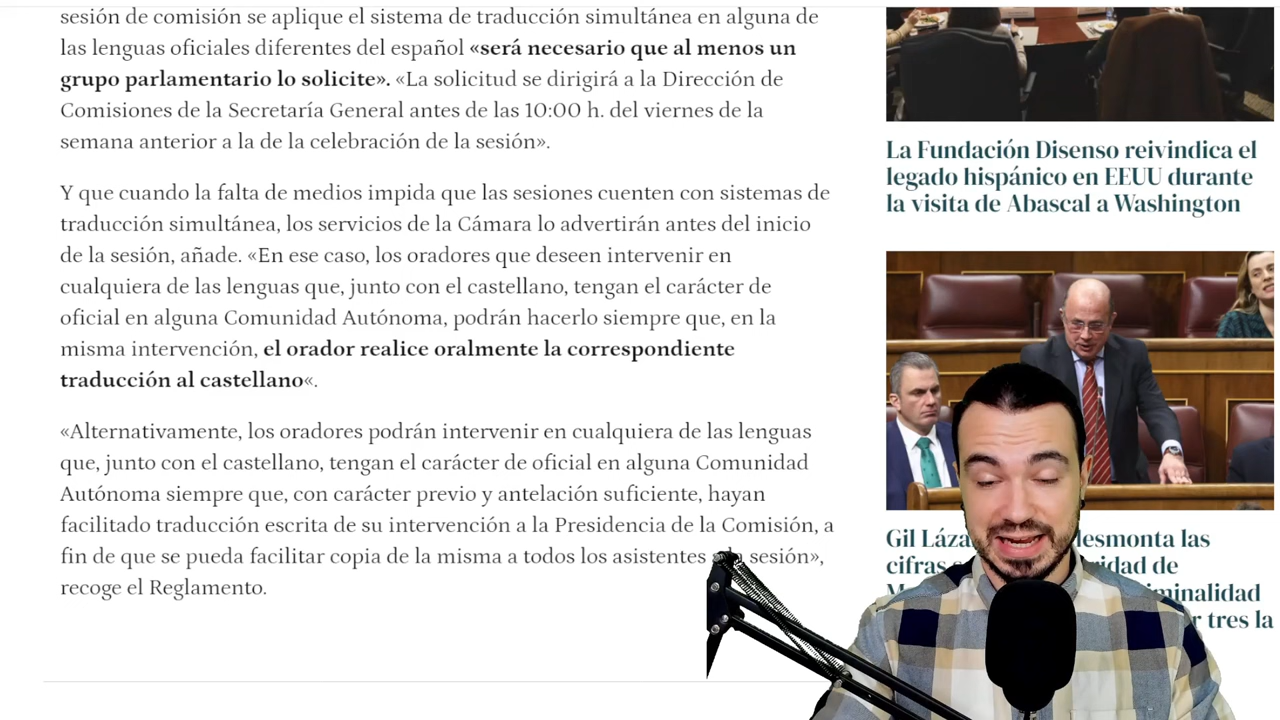 sesión de comisión se aplique el sistema de traducción simultánea en alguna de
las lenguas oficiales diferentes del español «será necesario que al menos un
grupo parlamentario lo solicite». «La solicitud se dirigirá a la Dirección de
Comisiones de la Secretaría General antes de las 10:00 h. del viernes de la
semana anterior a la de la celebración de la sesión».
Y que cuando la falta de medios impida que las sesiones cuenten con sistemas de
traducción simultánea, los servicios de la Cámara lo advertirán antes del inicio
de la sesión, añade. «En ese caso, los oradores que deseen intervenir en
cualquiera de las lenguas que, junto con el castellano, tengan el carácter de
oficial en alguna Comunidad Autónoma, podrán hacerlo siempre que, en la
misma intervención, el orador realice oralmente la correspondiente
traducción al castellano«.
«Alternativamente, los oradores podrán intervenir en cualquiera de las lenguas
que, junto con el castellano, tengan el carácter de oficial en alguna Comunidad
Autónoma siempre que, con carácter previo y antelación suficiente, hayan
facilitado traducción escrita de su intervención a la Presidencia de la Comisión, a
fin de que se pueda facilitar copia de la misma a todos los asistentes a la sesión»,
recoge el Reglamento.
La Fundación Disenso reivindica el
legado hispánico en EEUU durante
la visita de Abascal a Washington
Gil desmonta las
cifras de
tres la